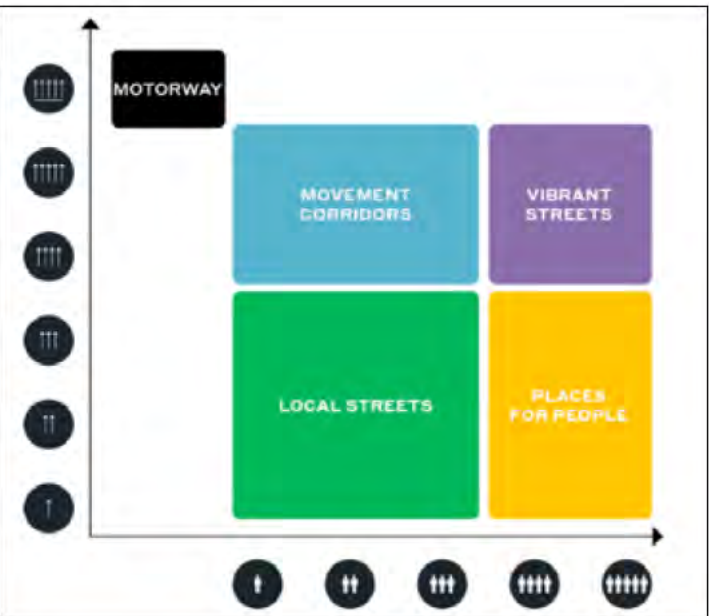 MOTORWAY
MOVEMENT
CORRIDORS
VIBRANT
STREETS
LOCAL STREETS
PLACES
FOR PEOPLE